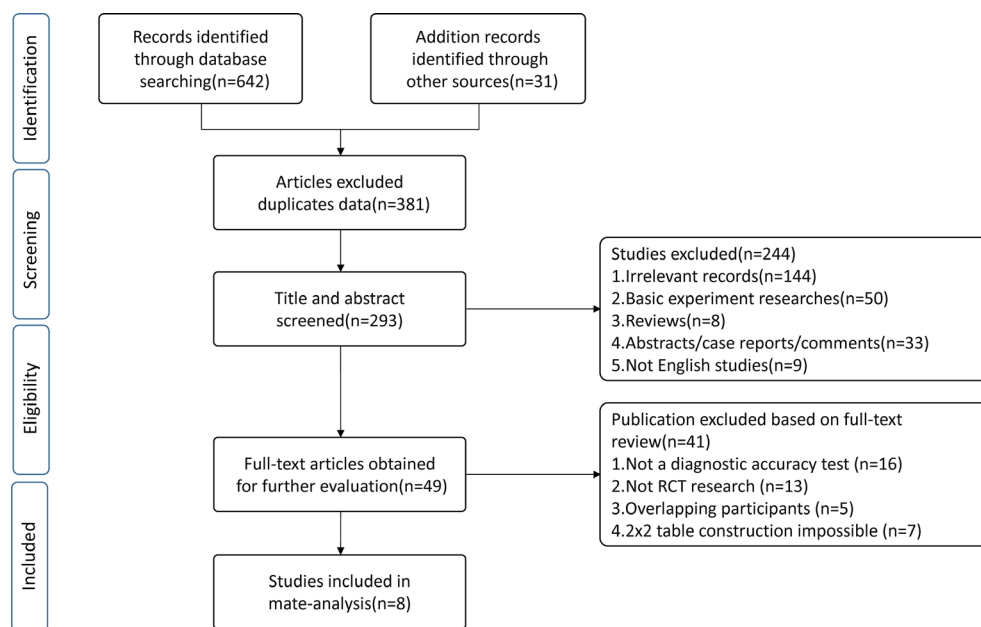 Identification
Records identified
through database
searching(n=642)
Addition records
identified through
other sources(n=31)
Screening
Articles excluded
duplicates data(n=381)
Title and abstract
screened(n=293)
Studies excluded(n=244)
1.Irrelevant records(n=144)
2.Basic experiment researches(n=50)
3.Reviews(n=8)
4.Abstracts/case reports/comments(n=33)
5.Not English studies(n=9)
Eligibility
Full-text articles obtained
for further evaluation(n=49)
Publication excluded based on full-text
review(n=41)
1.Not a diagnostic accuracy test (n=16)
2.Not RCT research (n=13)
3.Overlapping participants (n=5)
4.2x2 table construction impossible (n=7)
Included
Studies included in
mate-analysis(n=8)